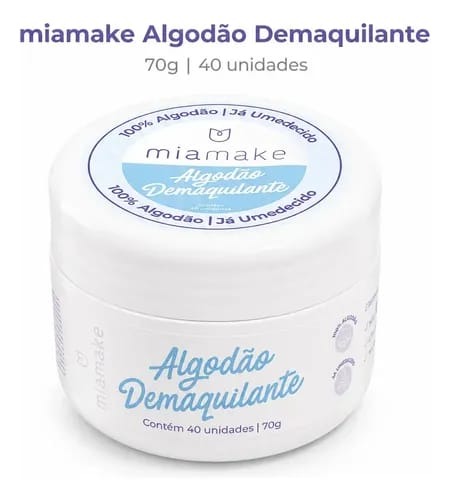 miamake Algodão Demaquilante
70g | 40 unidades
100% Algodão | Já Umedecido
miamake
Algodão
Demaquilante
100% Algodão | Já Umedecido
miamake
Algodão
Demaquilante
Contém 40 unidades | 70g